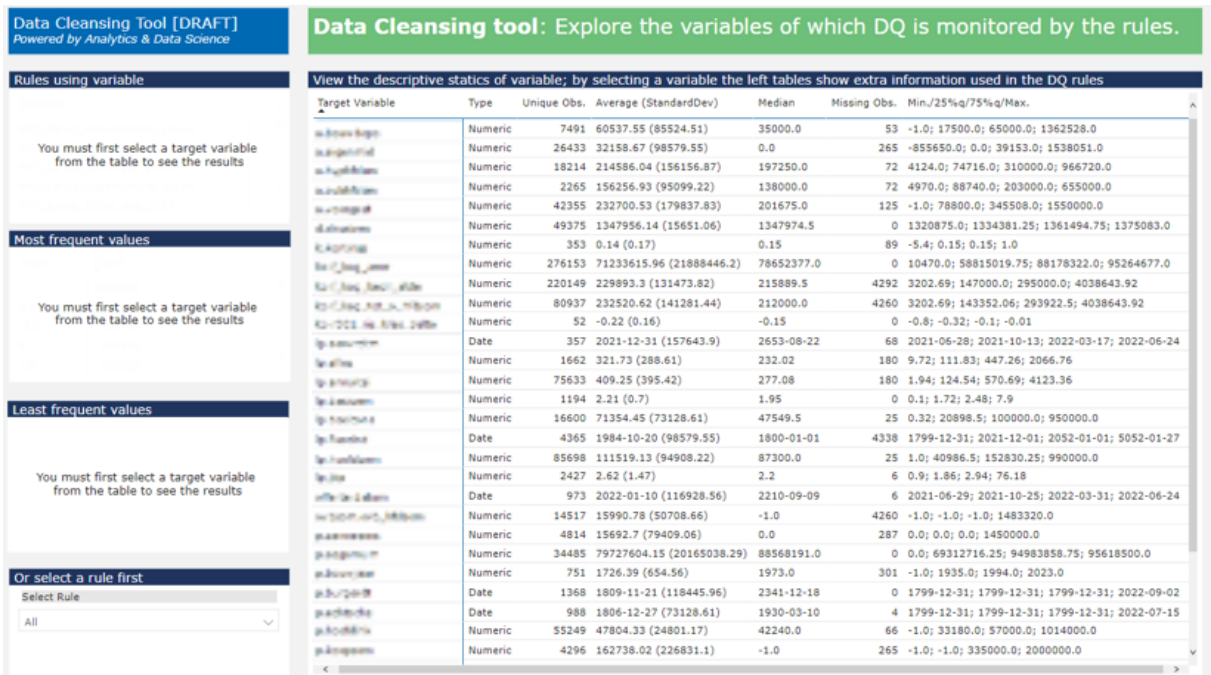 Data Cleansing Tool [DRAFT]
Powered by Analytics & Data Science
Data Cleansing tool: Explore the variables of which DQ is monitored by the rules.
Rules using variable
You must first select a target variable
from the table to see the results
Most frequent values
You must first select a target variable
from the table to see the results
Least frequent values
You must first select a target variable
from the table to see the results
Or select a rule first
Select Rule
All
View the descriptive statics of variable; by selecting a variable the left tables show extra information used in the DQ rules
Target Variable Type Unique Obs. Average (StandardDev) Median Missing Obs. Min./25%q/75%q/Max.
Numeric 7491 60537.55 (85524.51) 35000.0 53 -1.0; 17500.0; 65000.0; 1362528.0
Numeric 26433 32158.67 (98579.55) 0.0 265 -855650.0; 0.0; 39153.0; 1538051.0
Numeric 18214 214586.04 (156156.87) 197250.0 72 4124.0; 74716.0; 310000.0; 966720.0
Numeric 2265 156256.93 (95099.22) 138000.0 72 4970.0; 88740.0; 203000.0; 655000.0
Numeric 42355 232700.53 (179837.83) 201675.0 125 -1.0; 78800.0; 345508.0; 1550000.0
Numeric 49375 1347956.14 (15651.06) 1347974.5 0 1320875.0; 1334381.25; 1361494.75; 1375083.0
Numeric 353 0.14 (0.17) 0.15 89 -5.4; 0.15; 0.15; 1.0
Numeric 276153 71233615.96 (21888446.2) 78652377.0 0 10470.0; 58815019.75; 88178322.0; 95264677.0
Numeric 220149 229893.3 (131473.82) 215889.5 4292 3202.69; 147000.0; 295000.0; 4038643.92
Numeric 80937 232520.62 (141281.44) 212000.0 4260 3202.69; 143352.06; 293922.5; 4038643.92
Numeric 52 -0.22 (0.16) -0.15 0 -0.8; -0.32; -0.1; -0.01
Date 357 2021-12-31 (157643.9) 2653-08-22 68 2021-06-28; 2021-10-13; 2022-03-17; 2022-06-24
Numeric 1662 321.73 (288.61) 232.02 180 9.72; 111.83; 447.26; 2066.76
Numeric 75633 409.25 (395.42) 277.08 180 1.94; 124.54; 570.69; 4123.36
Numeric 1194 2.21 (0.7) 1.95 0 0.1; 1.72; 2.48; 7.9
Numeric 16600 71354.45 (73128.61) 47549.5 25 0.32; 20898.5; 100000.0; 950000.0
Date 4365 1984-10-20 (98579.55) 1800-01-01 4338 1799-12-31; 2021-12-01; 2052-01-01; 5052-01-27
Numeric 85698 111519.13 (94908.22) 87300.0 25 1.0; 40986.5; 152830.25; 990000.0
Numeric 2427 2.62 (1.47) 2.2 6 0.9; 1.86; 2.94; 76.18
Date 973 2022-01-10 (116928.56) 2210-09-09 6 2021-06-29; 2021-10-25; 2022-03-31; 2022-06-24
Numeric 14517 15990.78 (50708.66) -1.0 4260 -1.0; -1.0; -1.0; 1483320.0
Numeric 4814 15692.7 (79409.06) 0.0 287 0.0; 0.0; 0.0; 1450000.0
Numeric 34485 79727604.15 (20165038.29) 88568191.0 0 0.0; 69312716.25; 94983858.75; 95618500.0
Numeric 751 1726.39 (654.56) 1973.0 301 -1.0; 1935.0; 1994.0; 2023.0
Date 1368 1809-11-21 (118445.96) 2341-12-18 0 1799-12-31; 1799-12-31; 1799-12-31; 2022-09-02
Date 988 1806-12-27 (73128.61) 1930-03-10 4 1799-12-31; 1799-12-31; 1799-12-31; 2022-07-15
Numeric 55249 47804.33 (24801.17) 42240.0 66 -1.0; 33180.0; 57000.0; 1014000.0
Numeric 4296 162738.02 (226831.1) -1.0 265 -1.0; -1.0; 335000.0; 2000000.0